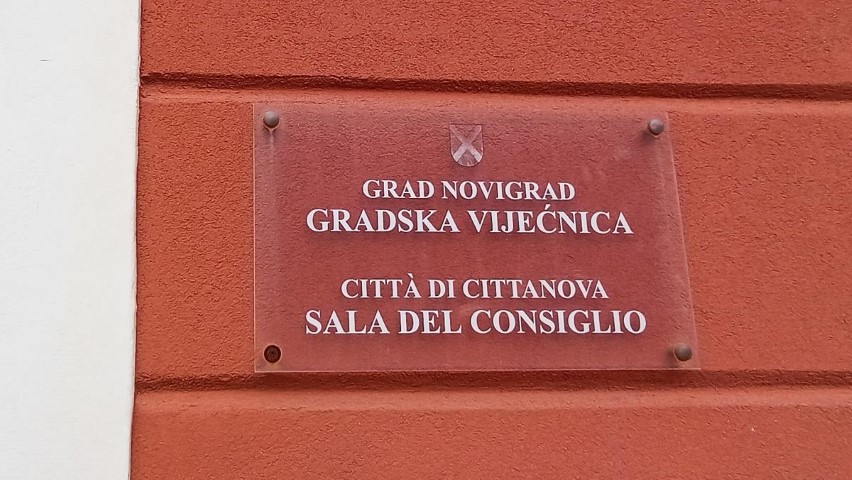 GRAD NOVIGRAD
GRADSKA VIJEĆNICA
CITTÀ DI CITTANOVA
SALA DEL CONSIGLIO